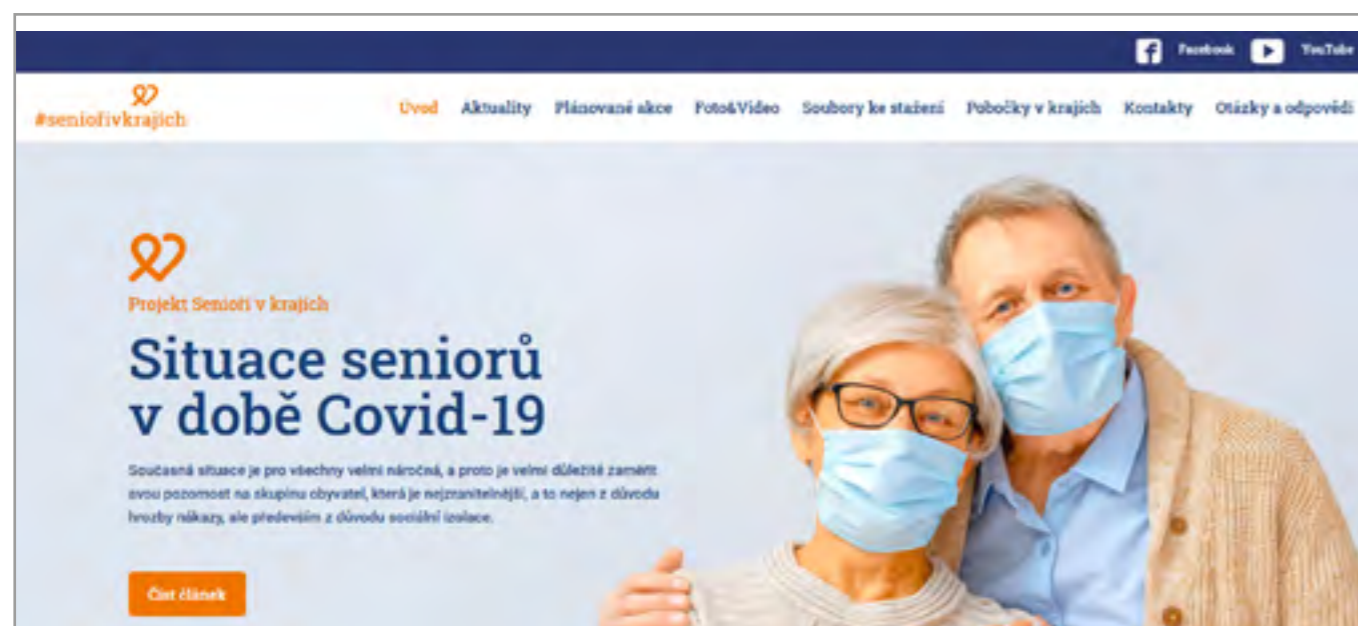 Facebook YouTube
#seniořivkrajích
Úvod Aktuality Plánované akce Foto&Video Soubory ke stažení Pobočky v krajích Kontakty Otázky a odpovědi
Projekt Senioři v krajích
Situace seniorů
v době Covid-19
Současná situace je pro všechny velmi náročná, a proto je velmi důležité zaměřit
svou pozornost na skupinu obyvatel, která je nejzranitelnější, a to nejen z důvodu
hrozby nákazy, ale především z důvodu sociální izolace.
Číst článek